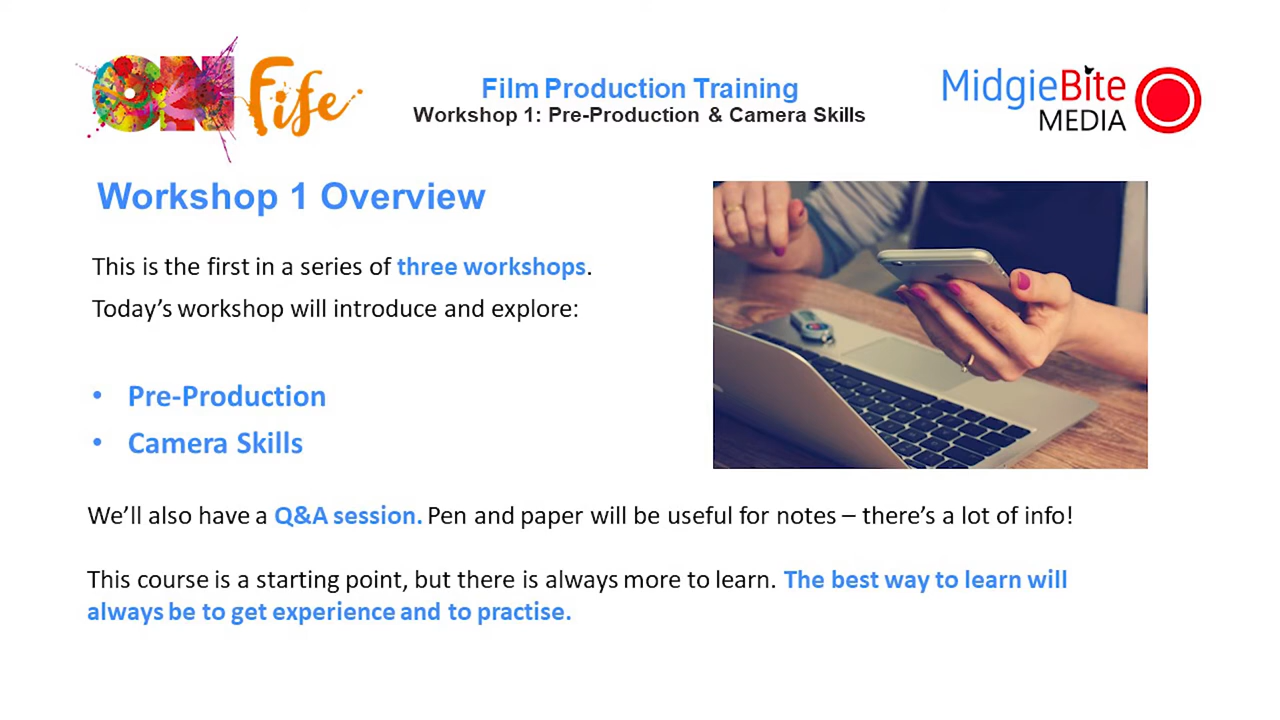 ON Fife
Film Production Training
Workshop 1: Pre-Production & Camera Skills
MidgieBite
MEDIA
Workshop 1 Overview
This is the first in a series of three workshops.
Today’s workshop will introduce and explore:
• Pre-Production
• Camera Skills
We’ll also have a Q&A session. Pen and paper will be useful for notes – there’s a lot of info!
This course is a starting point, but there is always more to learn. The best way to learn will
always be to get experience and to practise.